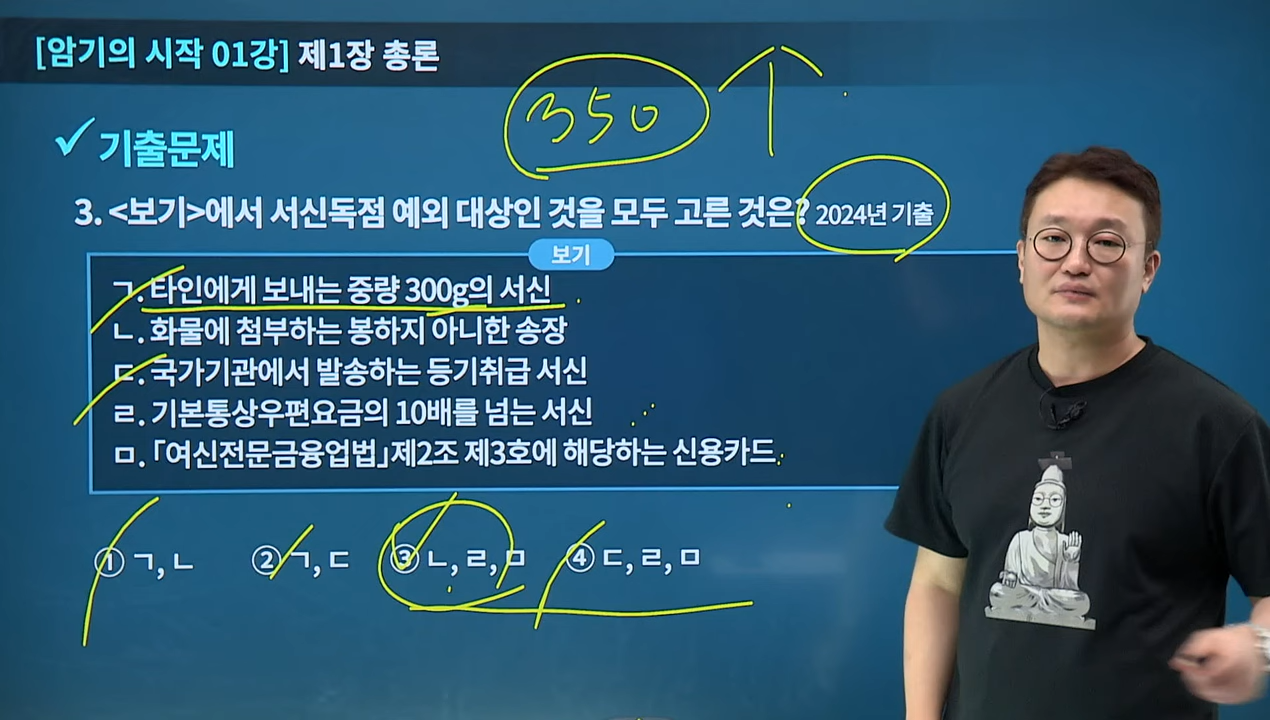 [암기의 시작 01강] 제1장 총론
350
기출문제
3. <보기>에서 서신독점 예외 대상인 것을 모두 고른 것은? 2024년 기출
보기
ㄱ. 타인에게 보내는 중량 300g의 서신
ㄴ. 화물에 첨부하는 봉하지 아니한 송장
ㄷ. 국가기관에서 발송하는 등기취급 서신
ㄹ. 기본통상우편요금의 10배를 넘는 서신
ㅁ. 「여신전문금융업법」제2조 제3호에 해당하는 신용카드
① ㄱ, ㄴ ② ㄱ, ㄷ ③ ㄴ, ㄹ, ㅁ ④ ㄷ, ㄹ, ㅁ